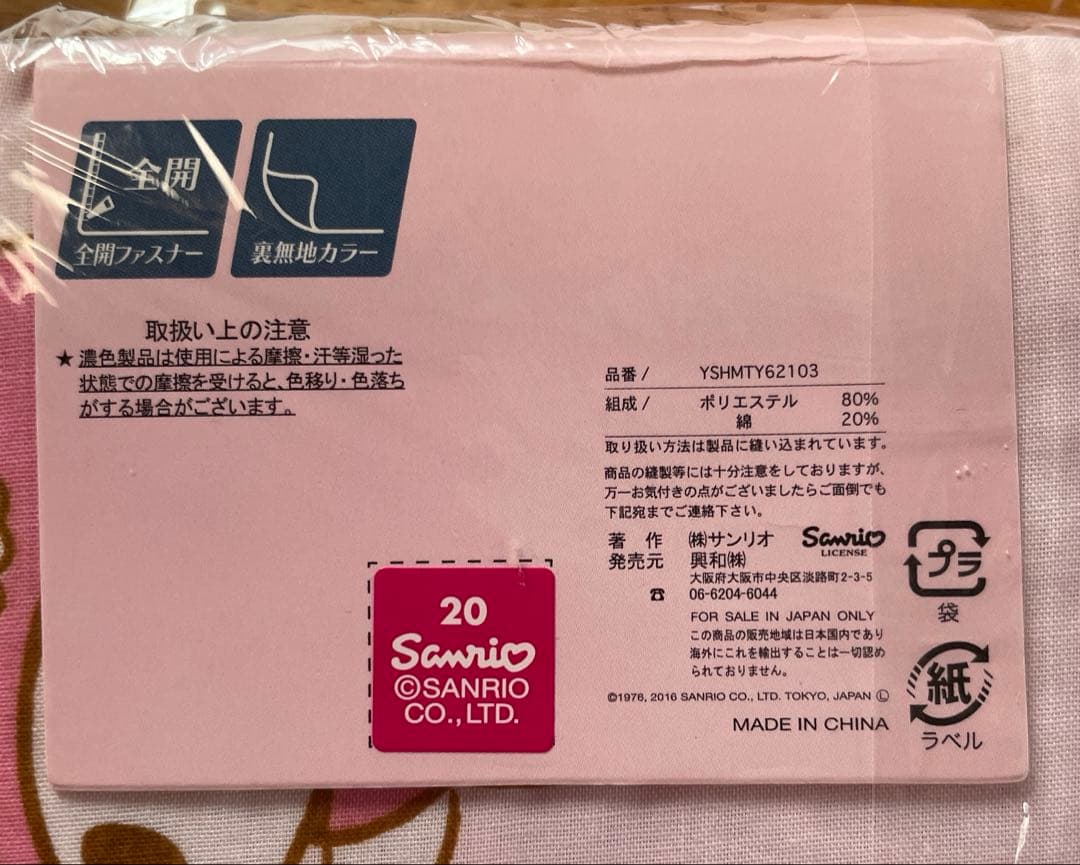 全開
全開ファスナー
裏無地カラー
取扱い上の注意
★濃色製品は使用による摩擦・汗等湿った
状態での摩擦を受けると、色移り・色落ち
がする場合がございます。
品番 / YSHMTY62103
組成 / ポリエステル 80%
綿 20%
取り扱い方法は製品に縫い込まれています。
商品の縫製等には十分注意をしておりますが、
万一お気付きの点がございましたらご面倒でも
下記宛までご連絡下さい。
著 作 ㈱サンリオ Sanrio
LICENSE
発売元 興和㈱
大阪府大阪市中央区淡路町2-3-5
☎ 06-6204-6044
FOR SALE IN JAPAN ONLY
この商品の販売地域は日本国内であり
海外にこれを輸出することは一切認め
られておりません。
©1976, 2016 SANRIO CO., LTD. TOKYO, JAPAN Ⓛ
MADE IN CHINA
プラ
袋
紙
ラベル
20
Sanrio
©SANRIO
CO.,LTD.